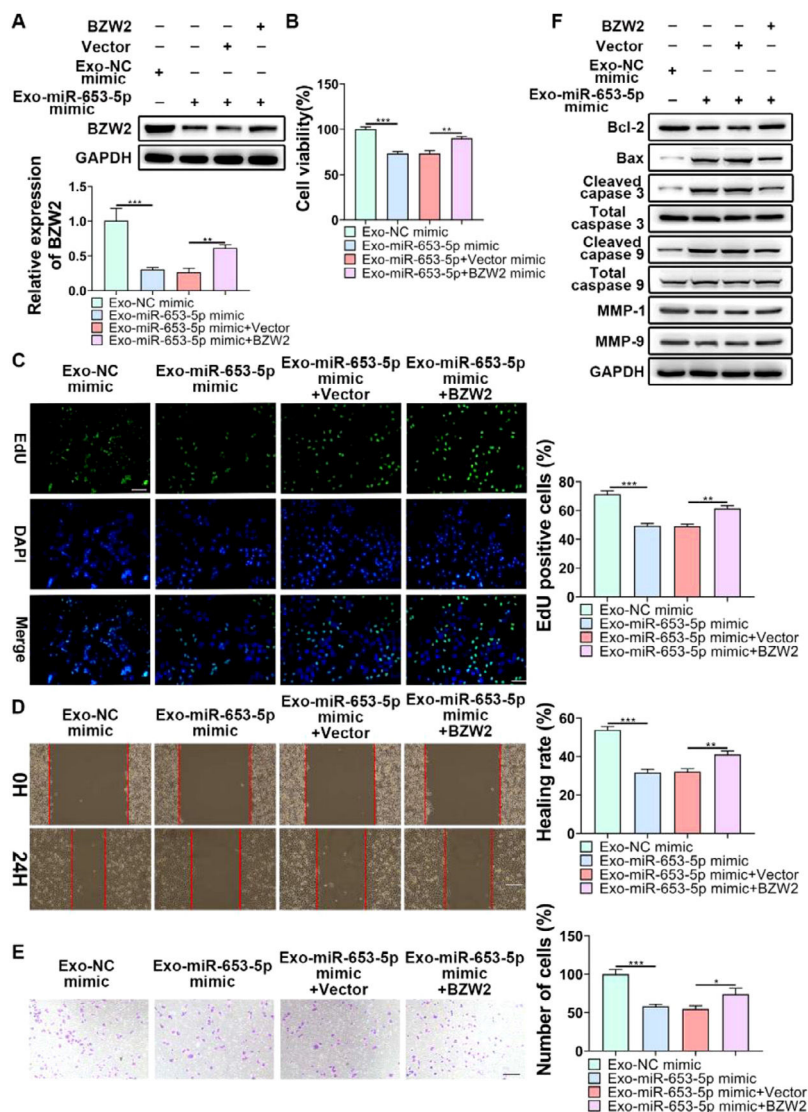 A
BZW2 − − − +
Vector − − + −
Exo-NC
mimic + − − −
Exo-miR-653-5p
mimic − + + +
BZW2
GAPDH
Relative expression
of BZW2
1.5
1.0
0.5
0.0
***
**
Exo-NC mimic
Exo-miR-653-5p mimic
Exo-miR-653-5p mimic+Vector
Exo-miR-653-5p mimic+BZW2
B
Cell viability(%)
150
100
50
0
***
**
Exo-NC mimic
Exo-miR-653-5p mimic
Exo-miR-653-5p+Vector mimic
Exo-miR-653-5p+BZW2 mimic
F
BZW2 − − − +
Vector − − + −
Exo-NC
mimic + − − −
Exo-miR-653-5p
mimic − + + +
Bcl-2
Bax
Cleaved
capase 3
Total
caspase 3
Cleaved
capase 9
Total
caspase 9
MMP-1
MMP-9
GAPDH
C
Exo-NC
mimic
Exo-miR-653-5p
mimic
Exo-miR-653-5p
mimic
+Vector
Exo-miR-653-5p
mimic
+BZW2
EdU
DAPI
Merge
EdU positive cells (%)
80
60
40
20
0
***
**
Exo-NC mimic
Exo-miR-653-5p mimic
Exo-miR-653-5p mimic+Vector
Exo-miR-653-5p mimic+BZW2
D
Exo-NC
mimic
Exo-miR-653-5p
mimic
Exo-miR-653-5p
mimic
+Vector
Exo-miR-653-5p
mimic
+BZW2
0H
24H
Healing rate (%)
60
40
20
0
***
**
Exo-NC mimic
Exo-miR-653-5p mimic
Exo-miR-653-5p mimic+Vector
Exo-miR-653-5p mimic+BZW2
E
Exo-NC
mimic
Exo-miR-653-5p
mimic
Exo-miR-653-5p
mimic
+Vector
Exo-miR-653-5p
mimic
+BZW2
Number of cells (%)
150
100
50
0
***
*
Exo-NC mimic
Exo-miR-653-5p mimic
Exo-miR-653-5p mimic+Vector
Exo-miR-653-5p mimic+BZW2